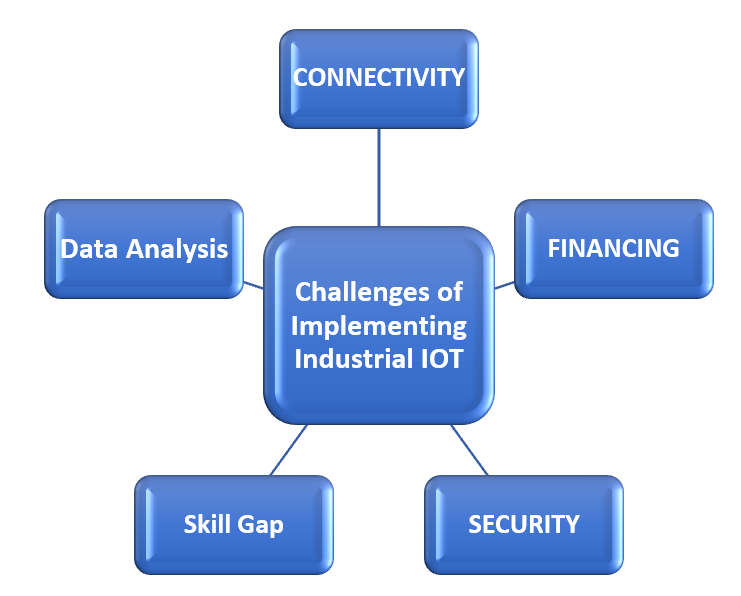 CONNECTIVITY
Data Analysis
FINANCING
Challenges of
Implementing
Industrial IOT
Skill Gap
SECURITY